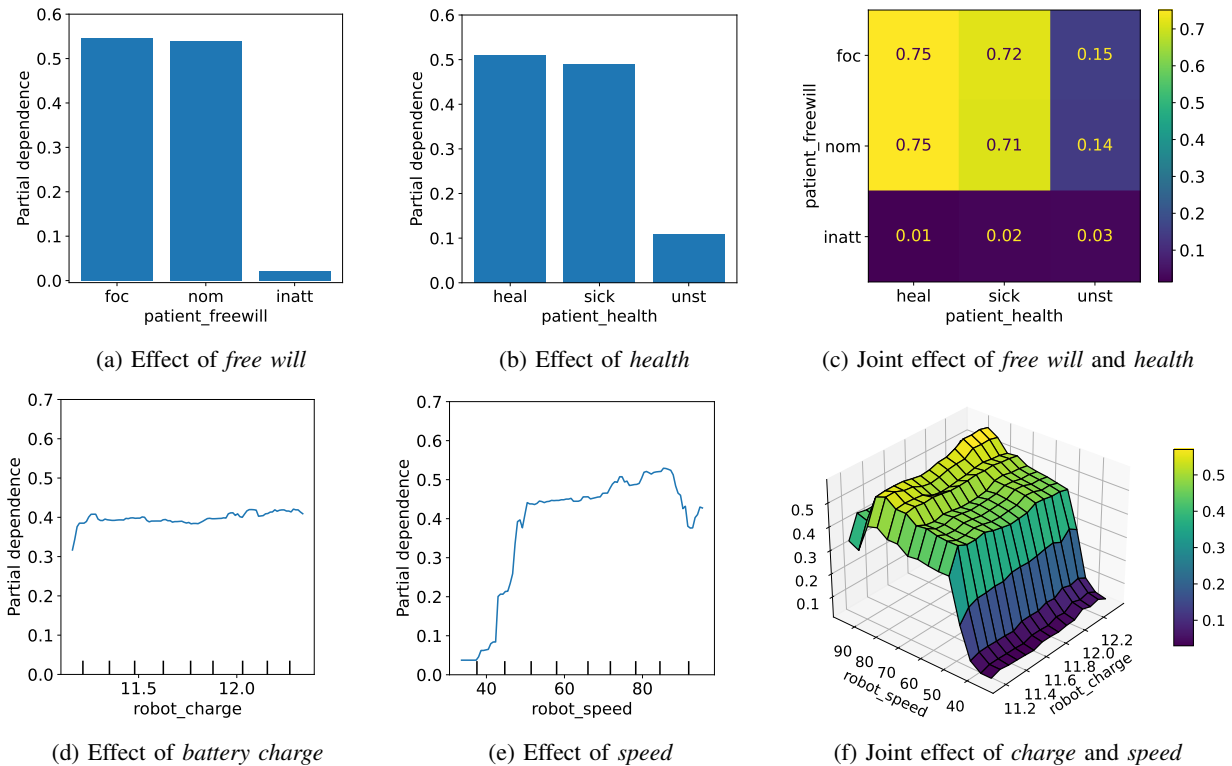 0.6
0.5
0.4
0.3
0.2
0.1
0.0
Partial dependence
foc nom inatt
patient_freewill
(a) Effect of free will
0.6
0.5
0.4
0.3
0.2
0.1
0.0
Partial dependence
heal sick unst
patient_health
(b) Effect of health
patient_freewill
foc 0.75 0.72 0.15
nom 0.75 0.71 0.14
inatt 0.01 0.02 0.03
heal sick unst
patient_health
0.7
0.6
0.5
0.4
0.3
0.2
0.1
(c) Joint effect of free will and health
0.7
0.6
0.5
0.4
0.3
0.2
0.1
0.0
Partial dependence
11.5 12.0
robot_charge
(d) Effect of battery charge
0.7
0.6
0.5
0.4
0.3
0.2
0.1
0.0
Partial dependence
40 60 80
robot_speed
(e) Effect of speed
0.5
0.4
0.3
0.2
0.1
90 80 70 60 50 40
robot_speed
11.2 11.4 11.6 11.8 12.0 12.2
robot_charge
0.5
0.4
0.3
0.2
0.1
(f) Joint effect of charge and speed